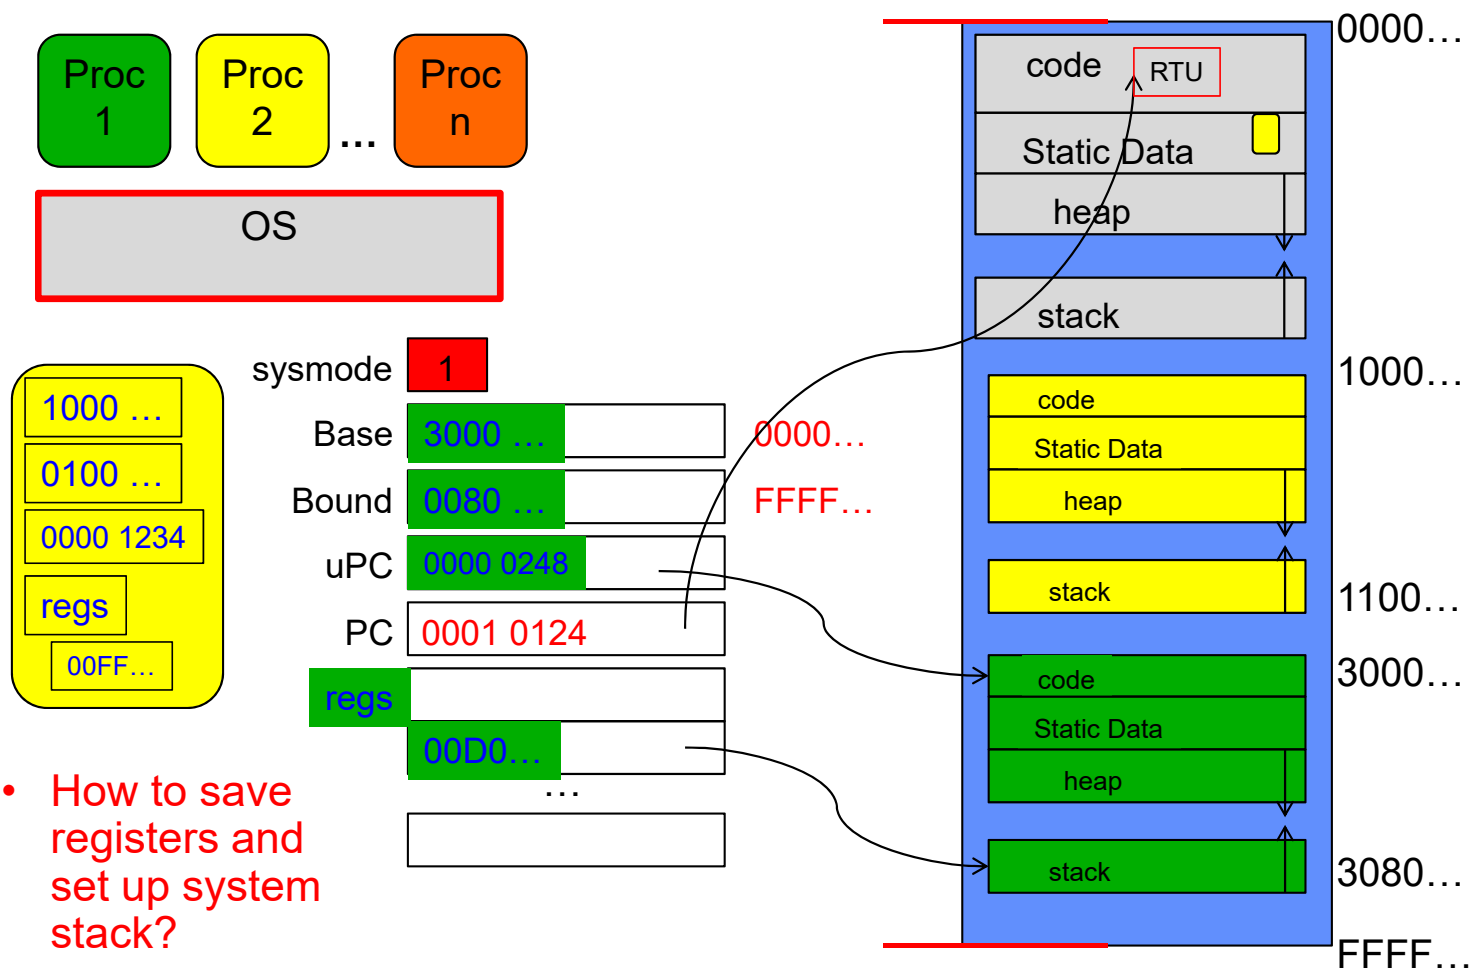 Proc
1
Proc
2
...
Proc
n
OS
sysmode
1
Base
3000 …
0000…
Bound
0080 …
FFFF…
uPC
0000 0248
PC
0001 0124
regs
00D0…
…
1000 …
0100 …
0000 1234
regs
00FF…
• How to save
registers and
set up system
stack?
code
RTU
Static Data
heap
stack
code
Static Data
heap
stack
code
Static Data
heap
stack
0000…
1000…
1100…
3000…
3080…
FFFF…